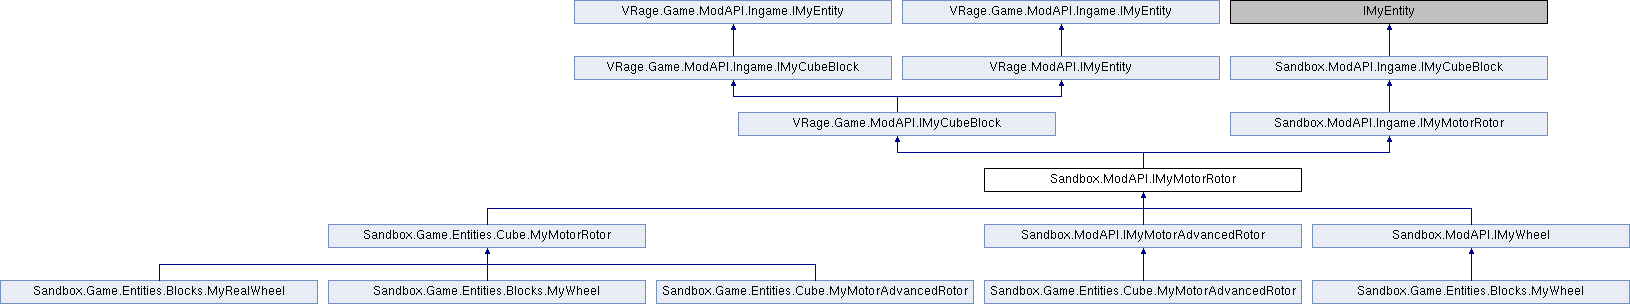 VRage.Game.ModAPI.Ingame.IMyEntity
VRage.Game.ModAPI.Ingame.IMyEntity
IMyEntity
VRage.Game.ModAPI.Ingame.IMyCubeBlock
VRage.ModAPI.IMyEntity
Sandbox.ModAPI.Ingame.IMyCubeBlock
VRage.Game.ModAPI.IMyCubeBlock
Sandbox.ModAPI.Ingame.IMyMotorRotor
Sandbox.ModAPI.IMyMotorRotor
Sandbox.Game.Entities.Cube.MyMotorRotor
Sandbox.ModAPI.IMyMotorAdvancedRotor
Sandbox.ModAPI.IMyWheel
Sandbox.Game.Entities.Blocks.MyRealWheel
Sandbox.Game.Entities.Blocks.MyWheel
Sandbox.Game.Entities.Cube.MyMotorAdvancedRotor
Sandbox.Game.Entities.Cube.MyMotorAdvancedRotor
Sandbox.Game.Entities.Blocks.MyWheel